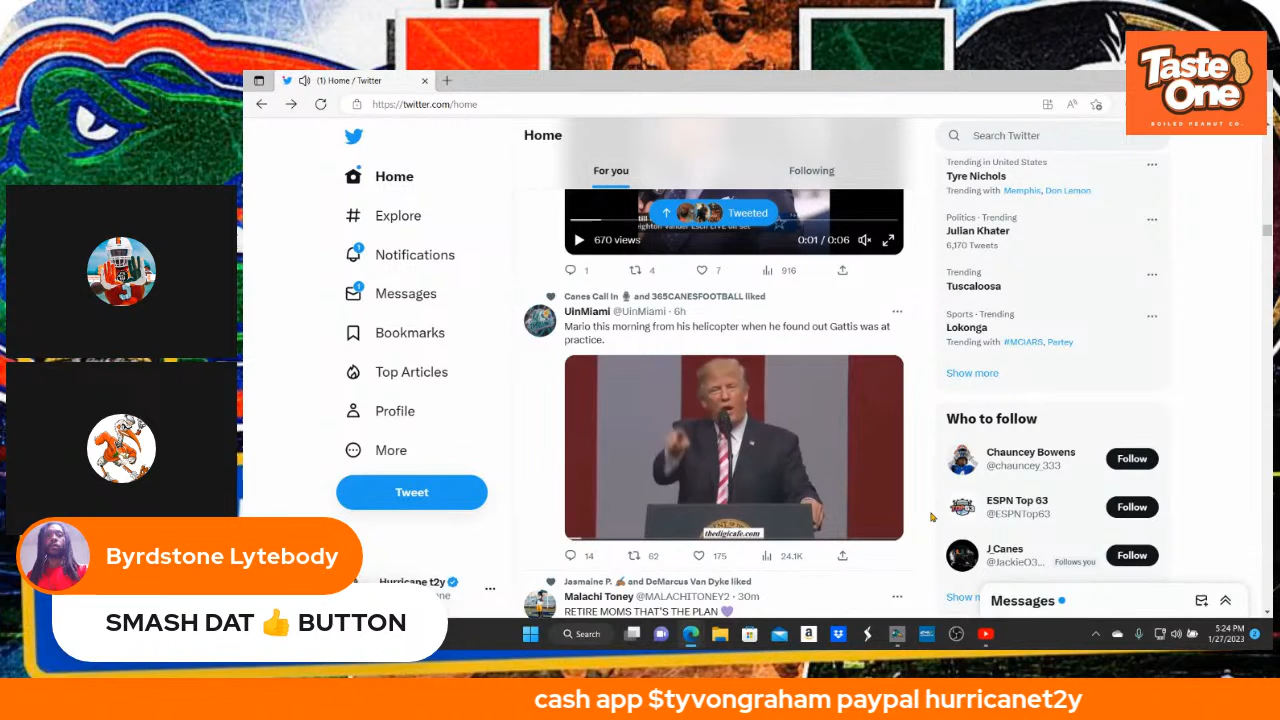 Taste
One
BOILED PEANUT CO.
(1) Home / Twitter
https://twitter.com/home
Home
For you
Following
Tweeted
670 views
0:01 / 0:06
1
4
7
916
Canes Call In 🎙 and 365CANESFOOTBALL liked
UinMiami @UinMiami · 6h
Mario this morning from his helicopter when he found out Gattis was at
practice.
thedigicafe.com
14
62
175
24.1K
Jasmaine P. ✍🏾 and DeMarcus Van Dyke liked
Malachi Toney @MALACHITONEY2 · 30m
RETIRE MOMS THAT'S THE PLAN 💜
Home
Explore
1
Notifications
1
Messages
Bookmarks
Top Articles
Profile
More
Tweet
Hurricane t2y
Search Twitter
Trending in United States
Tyre Nichols
Trending with Memphis, Don Lemon
Politics · Trending
Julian Khater
6,170 Tweets
Trending
Tuscaloosa
Sports · Trending
Lokonga
Trending with #MCIARS, Partey
Show more
Who to follow
Chauncey Bowens
@chauncey_333
Follow
ESPN Top 63
@ESPNTop63
Follow
J_Canes
@JackieO3... Follows you
Follow
Messages
Search
5:24 PM
1/27/2023
2
Byrdstone Lytebody
SMASH DAT 👍 BUTTON
cash app $tyvongraham paypal hurricanet2y